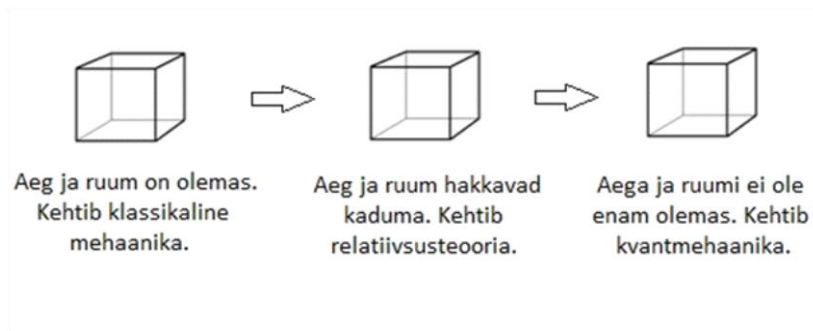 Aeg ja ruum on olemas.
Kehtib klassikaline
mehaanika.
Aeg ja ruum hakkavad
kaduma. Kehtib
relatiivsusteooria.
Aega ja ruumi ei ole
enam olemas. Kehtib
kvantmehaanika.